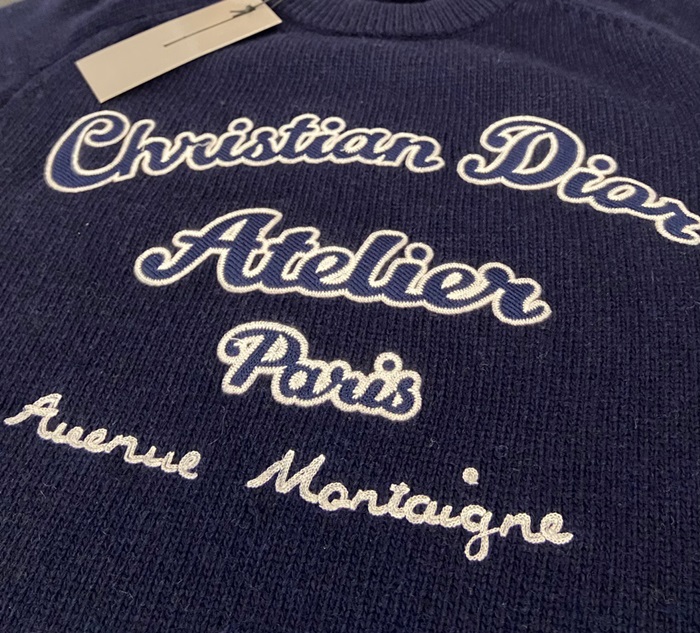 Christian Dior
Atelier
Paris
Avenue Montaigne